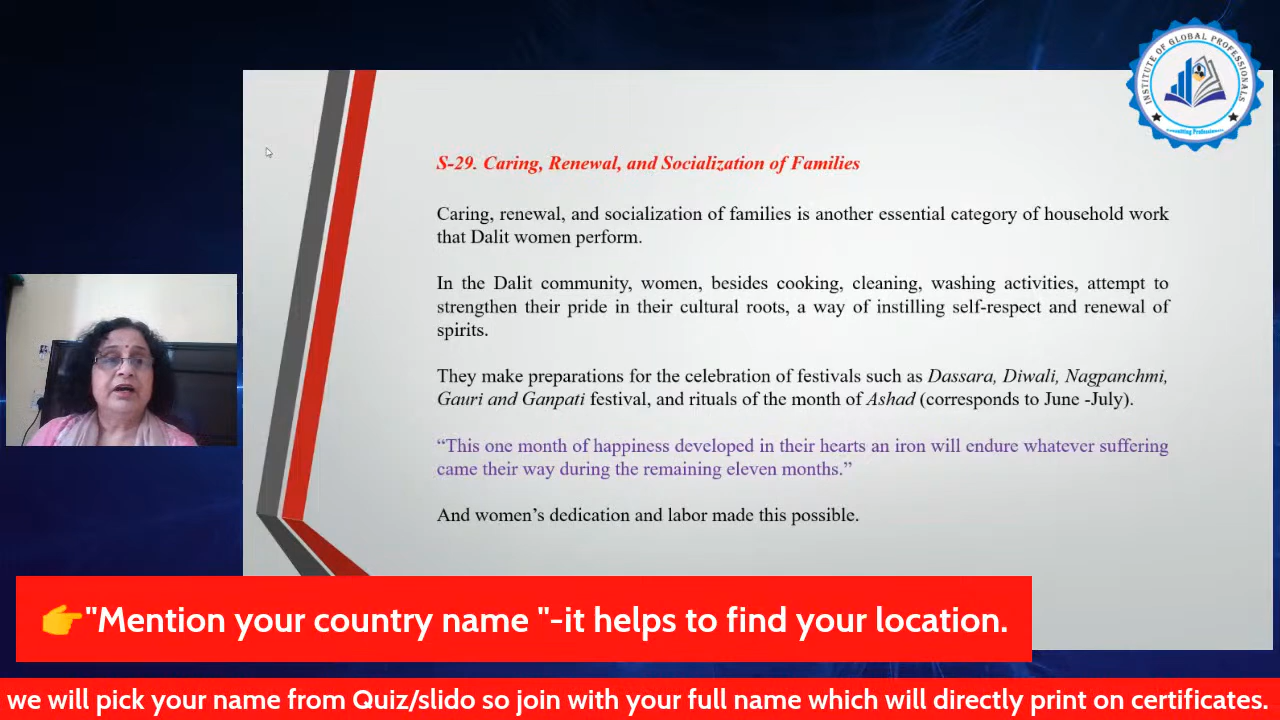 INSTITUTE OF GLOBAL PROFESSIONALS
S-29. Caring, Renewal, and Socialization of Families
Caring, renewal, and socialization of families is another essential category of household work
that Dalit women perform.
In the Dalit community, women, besides cooking, cleaning, washing activities, attempt to
strengthen their pride in their cultural roots, a way of instilling self-respect and renewal of
spirits.
They make preparations for the celebration of festivals such as Dassara, Diwali, Nagpanchmi,
Gauri and Ganpati festival, and rituals of the month of Ashad (corresponds to June -July).
“This one month of happiness developed in their hearts an iron will endure whatever suffering
came their way during the remaining eleven months.”
And women’s dedication and labor made this possible.
"Mention your country name "-it helps to find your location.
we will pick your name from Quiz/slido so join with your full name which will directly print on certificates.